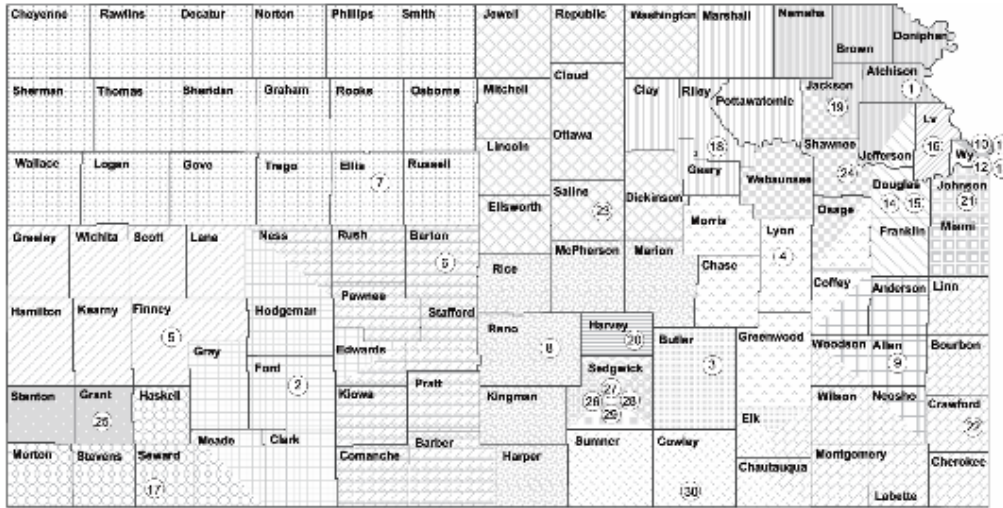 Cheyenne Rawlins Decatur Norton Phillips Smith Jewell Republic Washington Marshall Nemaha Doniphan
Brown
Atchison
1
Sherman Thomas Sheridan Graham Rooks Osborne Mitchell Cloud Clay Riley Pottawatomie Jackson
19
Lv
16
Ottawa
Lincoln
18
Shawnee
Jefferson
Wy
10
12
Wallace Logan Gove Trego Ellis Russell
7
Geary Wabaunsee
24
Douglas
14 15
Johnson
21
Saline
Ellsworth
Dickinson
Morris
Osage
Greeley Wichita Scott Lane Ness Rush Barton
6
McPherson Marion
Lyon
4
Franklin Miami
Rice
Chase
Coffey
Anderson Linn
Hamilton Kearny Finney
5
Hodgeman
Pawnee
Stafford
Reno
8
Harvey
20
Butler
3
Greenwood
Woodson Allen
9
Bourbon
Gray
Ford
2
Edwards
Sedgwick
27
26 28
29
Stanton Grant Haskell
Kiowa
Pratt
Kingman
Elk
Wilson Neosho
Crawford
22
Meade Clark
Barber
Morton Stevens Seward
17
Comanche
Harper
Sumner Cowley
30
Chautauqua
Montgomery
Labette
Cherokee